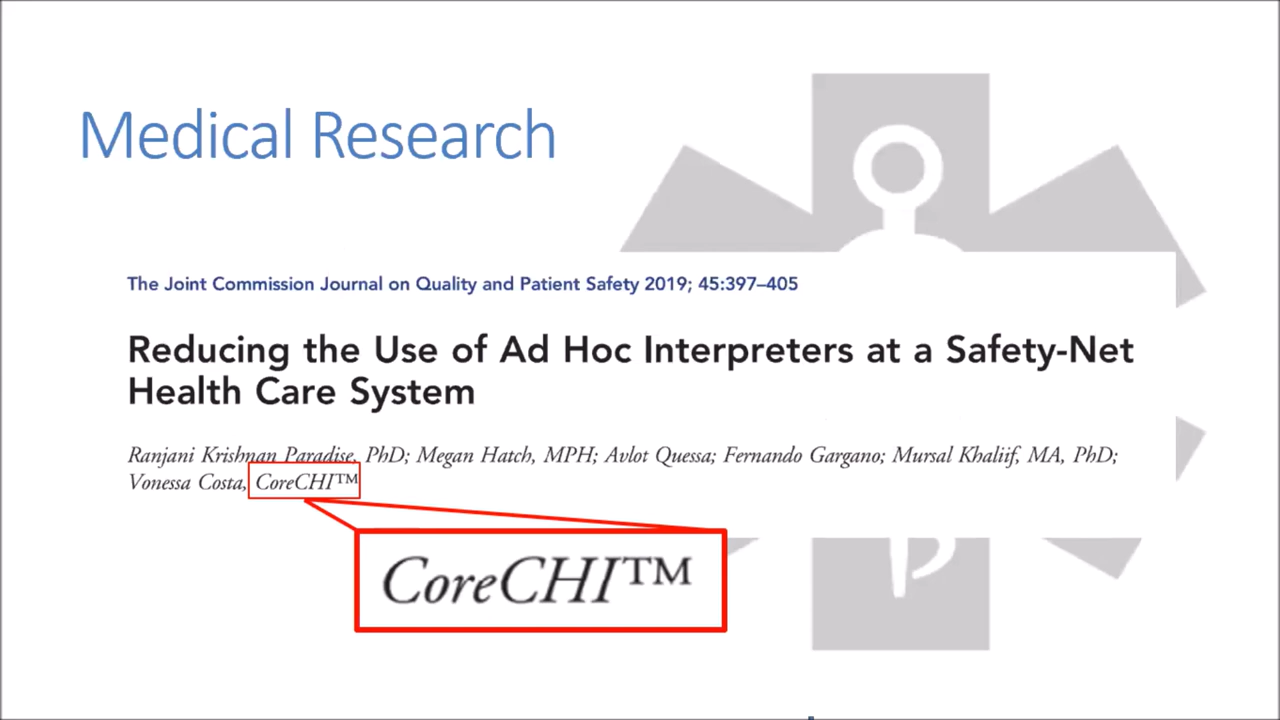 Medical Research
The Joint Commission Journal on Quality and Patient Safety 2019; 45:397–405
Reducing the Use of Ad Hoc Interpreters at a Safety-Net
Health Care System
Ranjani Krishnan Paradise, PhD; Megan Hatch, MPH; Avlot Quessa; Fernando Gargano; Mursal Khaliif, MA, PhD;
Vonessa Costa, CoreCHI™
CoreCHI™